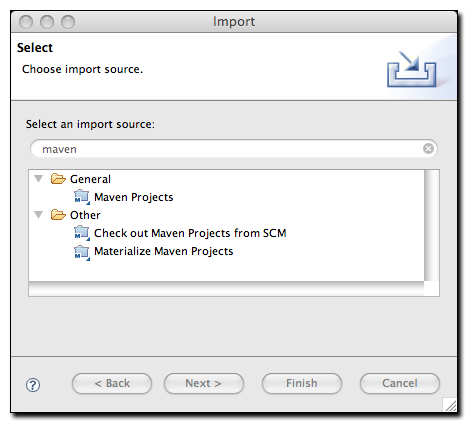 Import
Select
Choose import source.
Select an import source:
maven
General
Maven Projects
Other
Check out Maven Projects from SCM
Materialize Maven Projects
? < Back Next > Finish Cancel